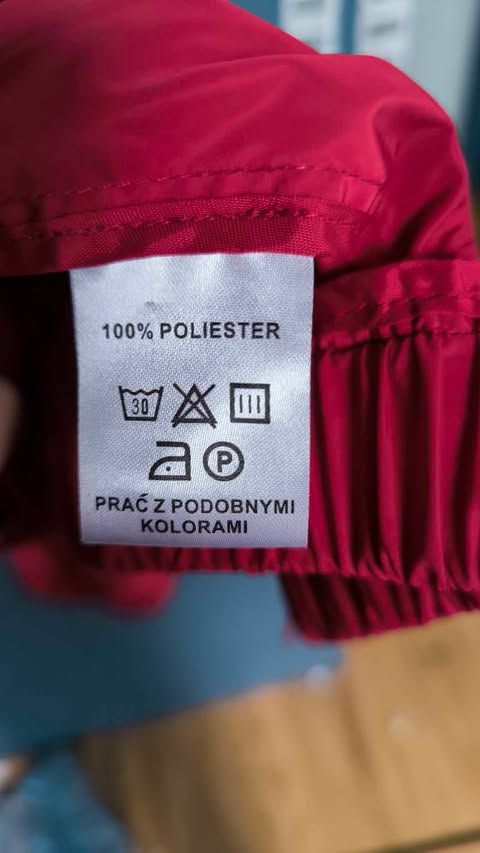 100% POLIESTER
30
P
PRAĆ Z PODOBNYMI
KOLORAMI